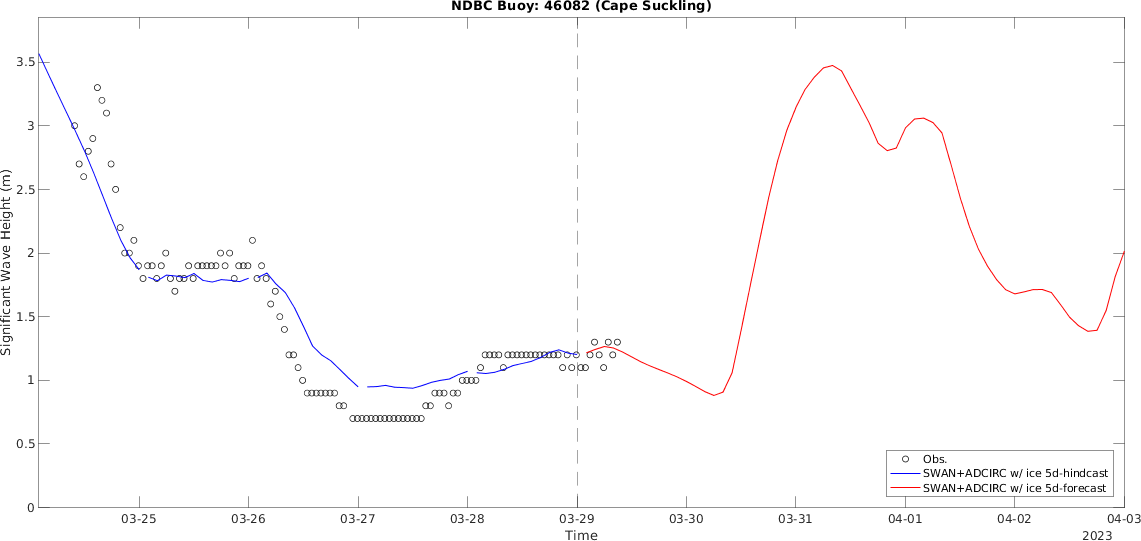 NDBC Buoy: 46082 (Cape Suckling)
Significant Wave Height (m)
3.5
3
2.5
2
1.5
1
0.5
0
03-25 03-26 03-27 03-28 03-29 03-30 03-31 04-01 04-02 04-03
Time
2023
Obs.
SWAN+ADCIRC w/ ice 5d-hindcast
SWAN+ADCIRC w/ ice 5d-forecast